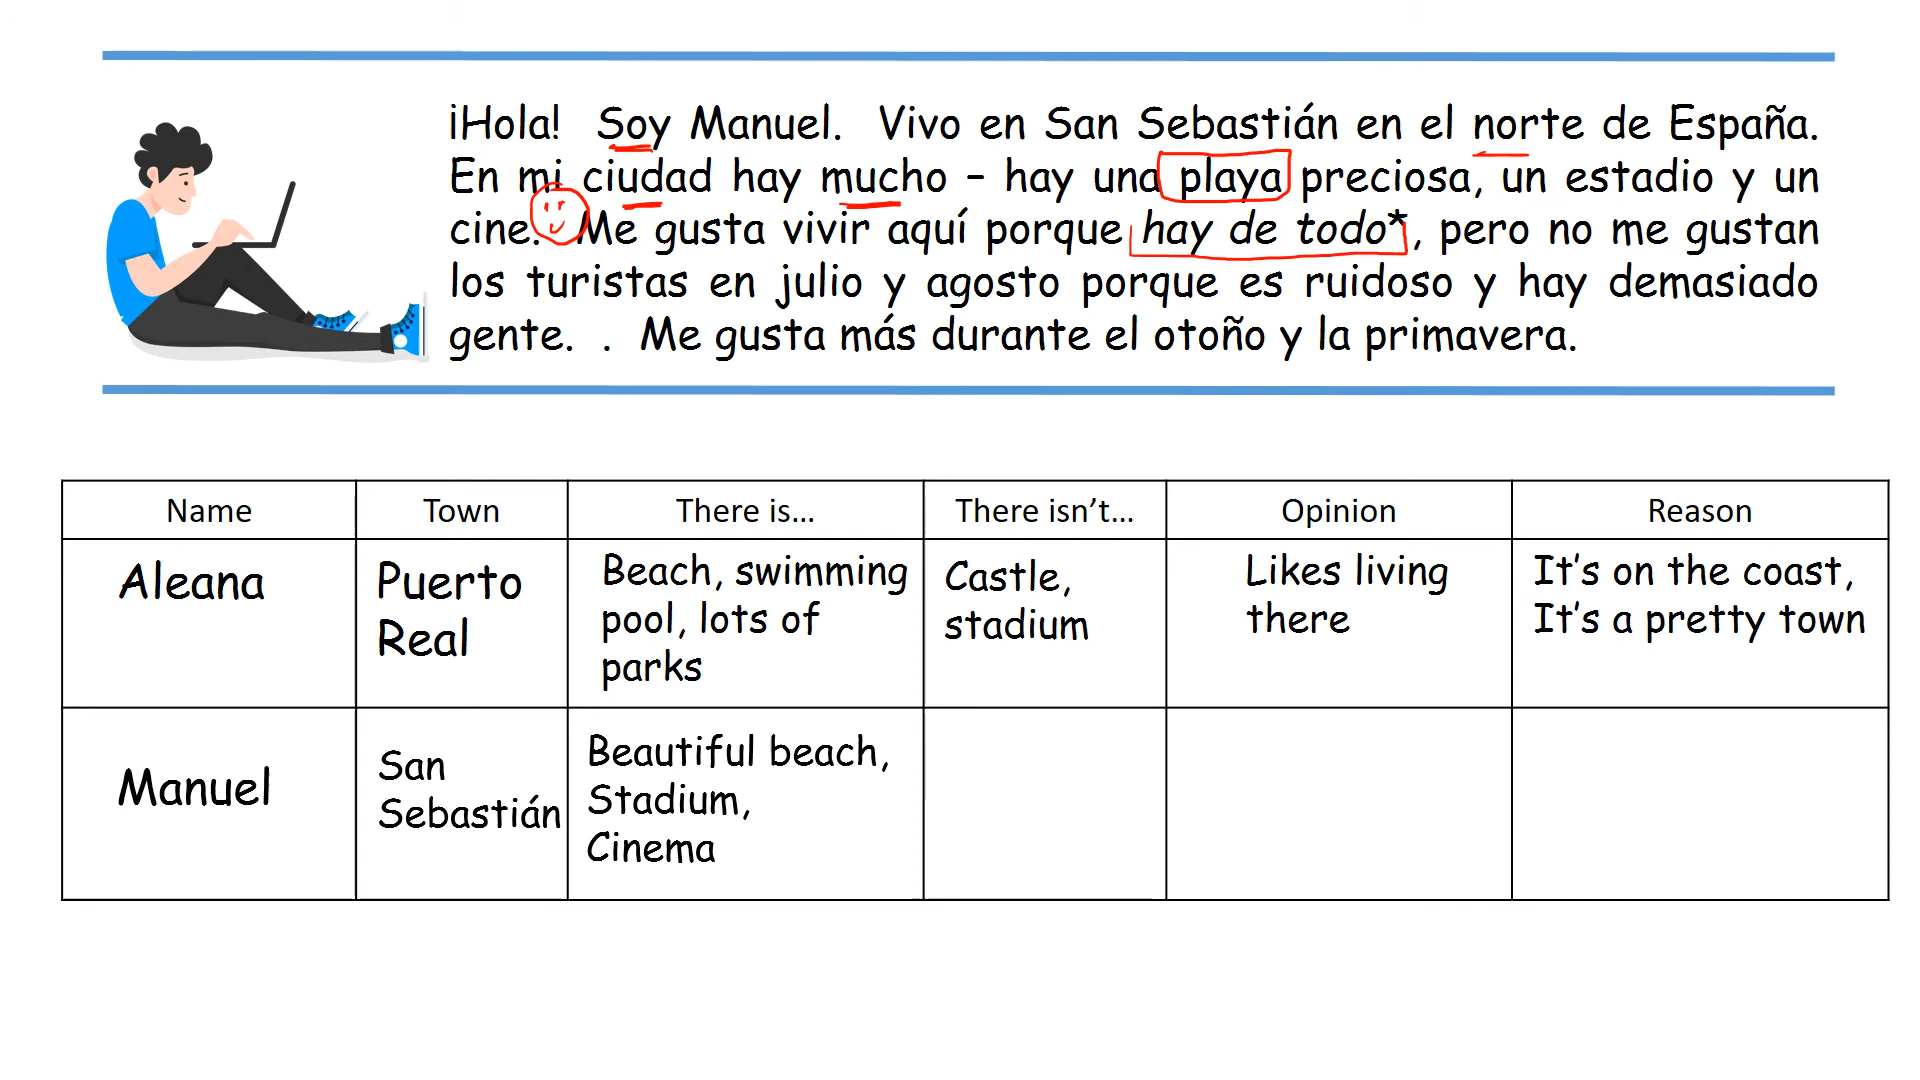 ¡Hola! Soy Manuel. Vivo en San Sebastián en el norte de España.
En mi ciudad hay mucho – hay una playa preciosa, un estadio y un
cine. Me gusta vivir aquí porque hay de todo*, pero no me gustan
los turistas en julio y agosto porque es ruidoso y hay demasiado
gente. . Me gusta más durante el otoño y la primavera.
Name Town There is... There isn't... Opinion Reason
Aleana
Puerto
Real
Beach, swimming
pool, lots of
parks
Castle,
stadium
Likes living
there
It's on the coast,
It's a pretty town
Manuel
San
Sebastián
Beautiful beach,
Stadium,
Cinema